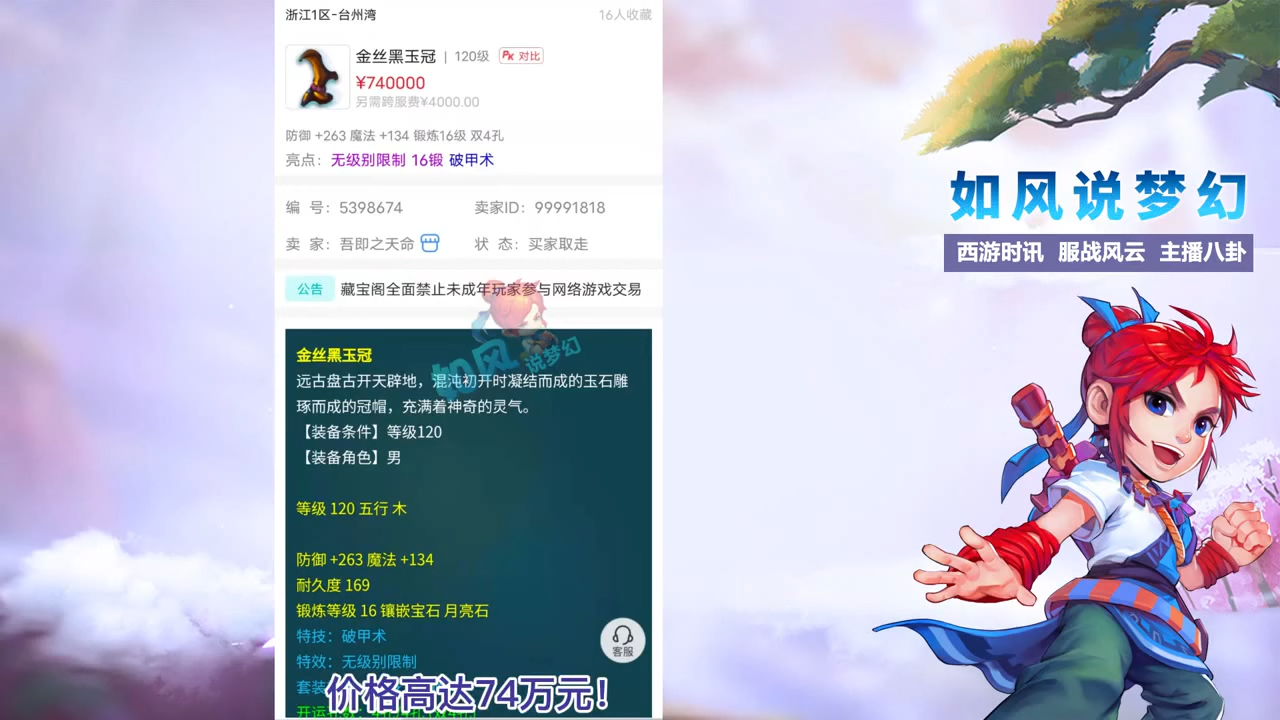 浙江1区-台州湾
16人收藏
金丝黑玉冠 | 120级 PK 对比
¥740000
另需跨服费¥4000.00
防御 +263 魔法 +134 锻炼16级 双4孔
亮点： 无级别限制 16锻 破甲术
编 号： 5398674
卖家ID： 99991818
卖 家： 吾即之天命
状 态： 买家取走
公告 藏宝阁全面禁止未成年玩家参与网络游戏交易
金丝黑玉冠
远古盘古开天辟地，混沌初开时凝结而成的玉石雕
琢而成的冠帽，充满着神奇的灵气。
【装备条件】等级120
【装备角色】男
等级 120 五行 木
防御 +263 魔法 +134
耐久度 169
锻炼等级 16 镶嵌宝石 月亮石
特技：破甲术
特效：无级别限制
套装
价格高达74万元！
客服
如风说梦幻
如风说梦幻
西游时讯 服战风云 主播八卦